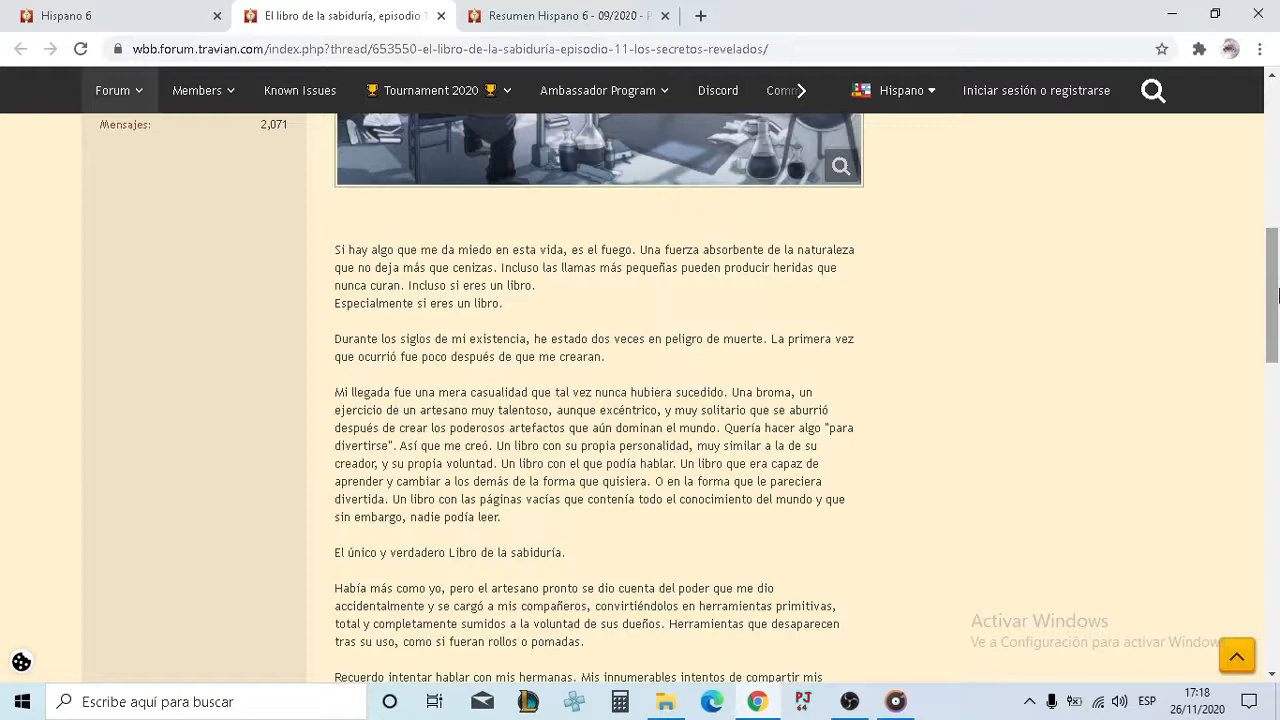 Hispano 6
El libro de la sabiduría, episodio 1
Resumen Hispano 6 - 09/2020 - P
wbb.forum.travian.com/index.php?thread/653550-el-libro-de-la-sabiduría-episodio-11-los-secretos-revelados/
Forum
Members
Known Issues
Tournament 2020
Ambassador Program
Discord
Comm
Hispano
Iniciar sesión o registrarse
Mensajes:
2,071
Si hay algo que me da miedo en esta vida, es el fuego. Una fuerza absorbente de la naturaleza
que no deja más que cenizas. Incluso las llamas más pequeñas pueden producir heridas que
nunca curan. Incluso si eres un libro.
Especialmente si eres un libro.
Durante los siglos de mi existencia, he estado dos veces en peligro de muerte. La primera vez
que ocurrió fue poco después de que me crearan.
Mi llegada fue una mera casualidad que tal vez nunca hubiera sucedido. Una broma, un
ejercicio de un artesano muy talentoso, aunque excéntrico, y muy solitario que se aburrió
después de crear los poderosos artefactos que aún dominan el mundo. Quería hacer algo "para
divertirse". Así que me creó. Un libro con su propia personalidad, muy similar a la de su
creador, y su propia voluntad. Un libro con el que podía hablar. Un libro que era capaz de
aprender y cambiar a los demás de la forma que quisiera. O en la forma que le pareciera
divertida. Un libro con las páginas vacías que contenía todo el conocimiento del mundo y que
sin embargo, nadie podía leer.
El único y verdadero Libro de la sabiduría.
Había más como yo, pero el artesano pronto se dio cuenta del poder que me dio
accidentalmente y se cargó a mis compañeros, convirtiéndolos en herramientas primitivas,
total y completamente sumidos a la voluntad de sus dueños. Herramientas que desaparecen
tras su uso, como si fueran rollos o pomadas.
Recuerdo intentar hablar con mis hermanas. Mis innumerables intentos de compartir mis
Activar Windows
Ve a Configuración para activar Windows.
Escribe aquí para buscar
ESP
17:18
26/11/2020